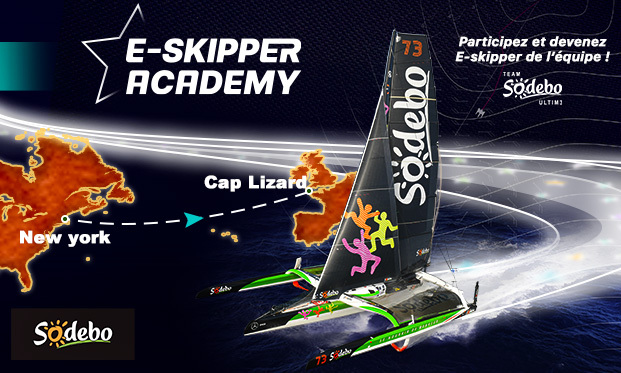 E-SKIPPER
ACADEMY
Participez et devenez
E-skipper de l'équipe !
TEAM
Sodebo
ULTIM 3
73
Sodebo
Cap Lizard
New york
Sodebo
Sodebo
Sodebo
73 Sodebo